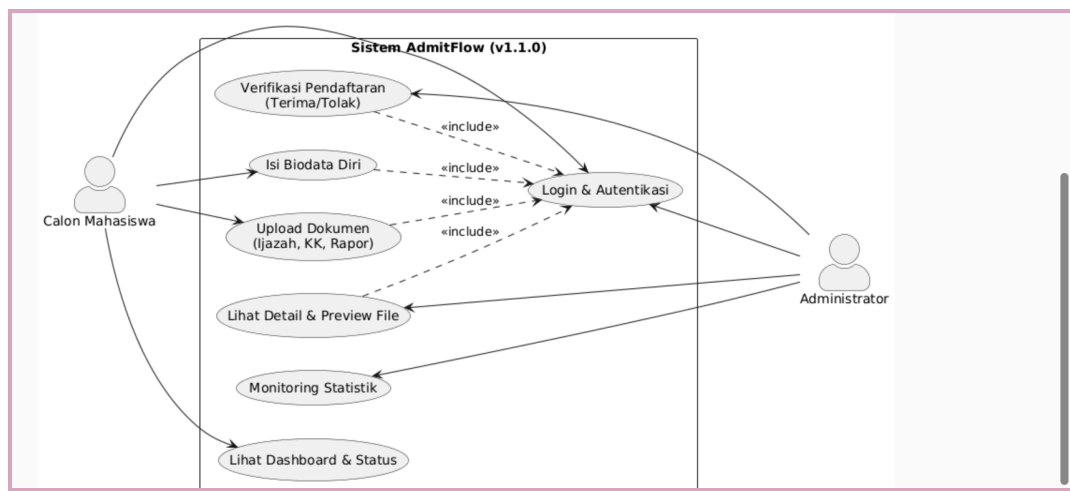 Sistem AdmitFlow (v1.1.0)
Verifikasi Pendaftaran
(Terima/Tolak)
«include»
Isi Biodata Diri
«include»
Login & Autentikasi
Calon Mahasiswa
«include»
Upload Dokumen
(Ijazah, KK, Rapor)
«include»
Administrator
Lihat Detail & Preview File
Monitoring Statistik
Lihat Dashboard & Status